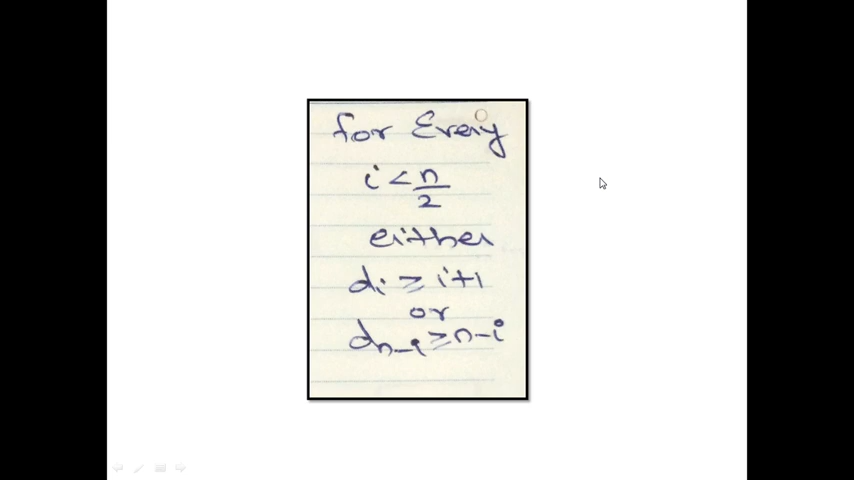 for Every
i < n/2
either
di ≥ i+1
or
dn-i ≥ n-i